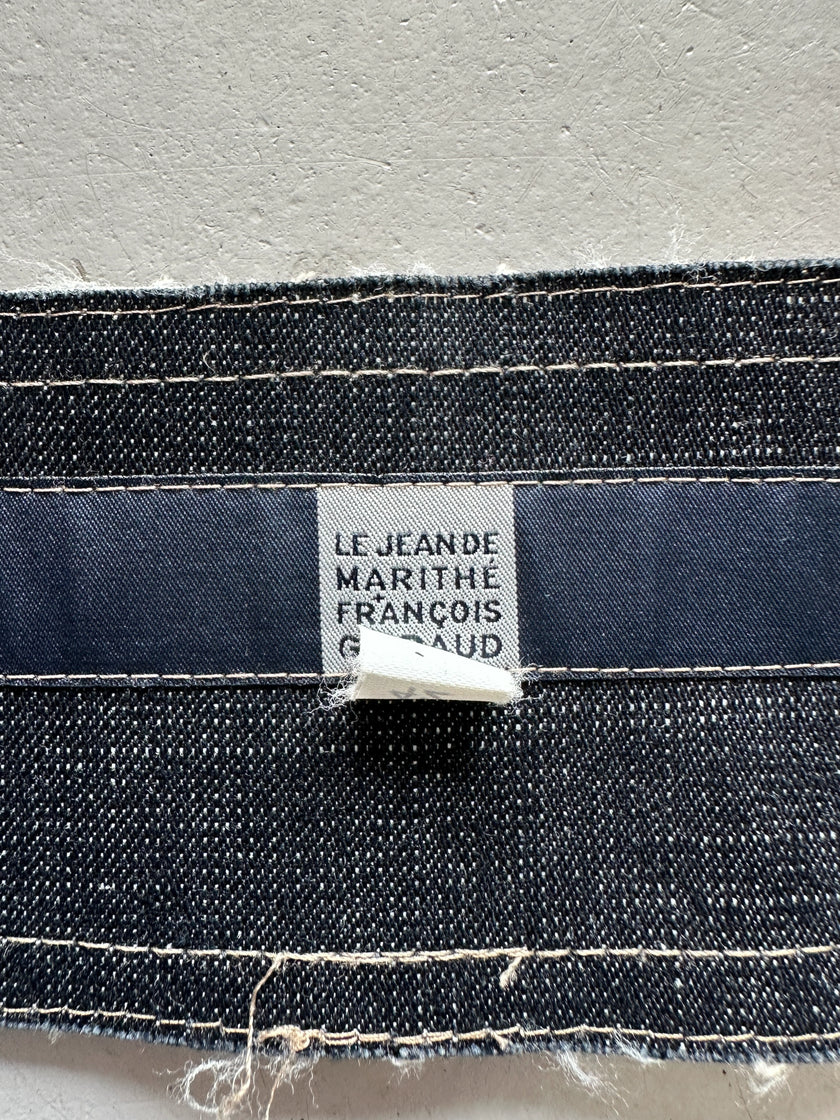 LE JEAN DE
MARITHÉ
+
FRANÇOIS